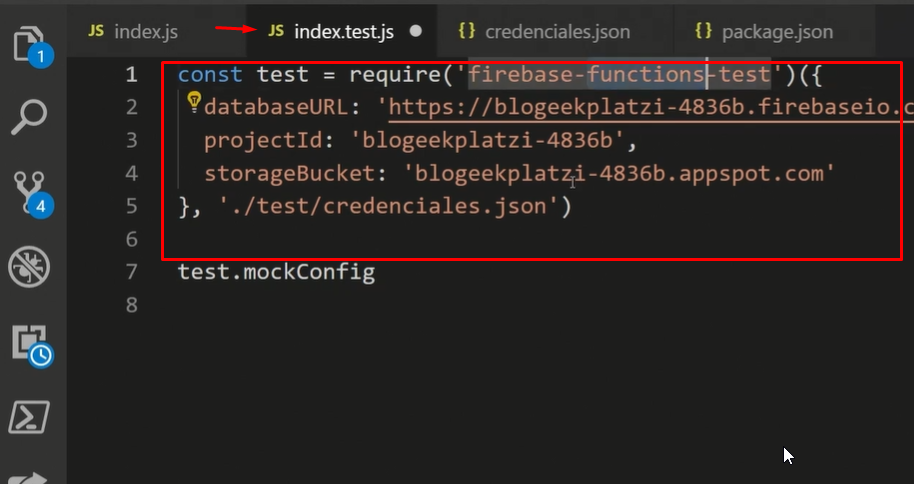 JS index.js
JS index.test.js
{} credenciales.json
{} package.json
1
1 const test = require('firebase-functions-test')({
2 databaseURL: 'https://blogeekplatzi-4836b.firebaseio.c
3 projectId: 'blogeekplatzi-4836b',
4 storageBucket: 'blogeekplatzi-4836b.appspot.com'
4
5 }, './test/credenciales.json')
6
7 test.mockConfig
8